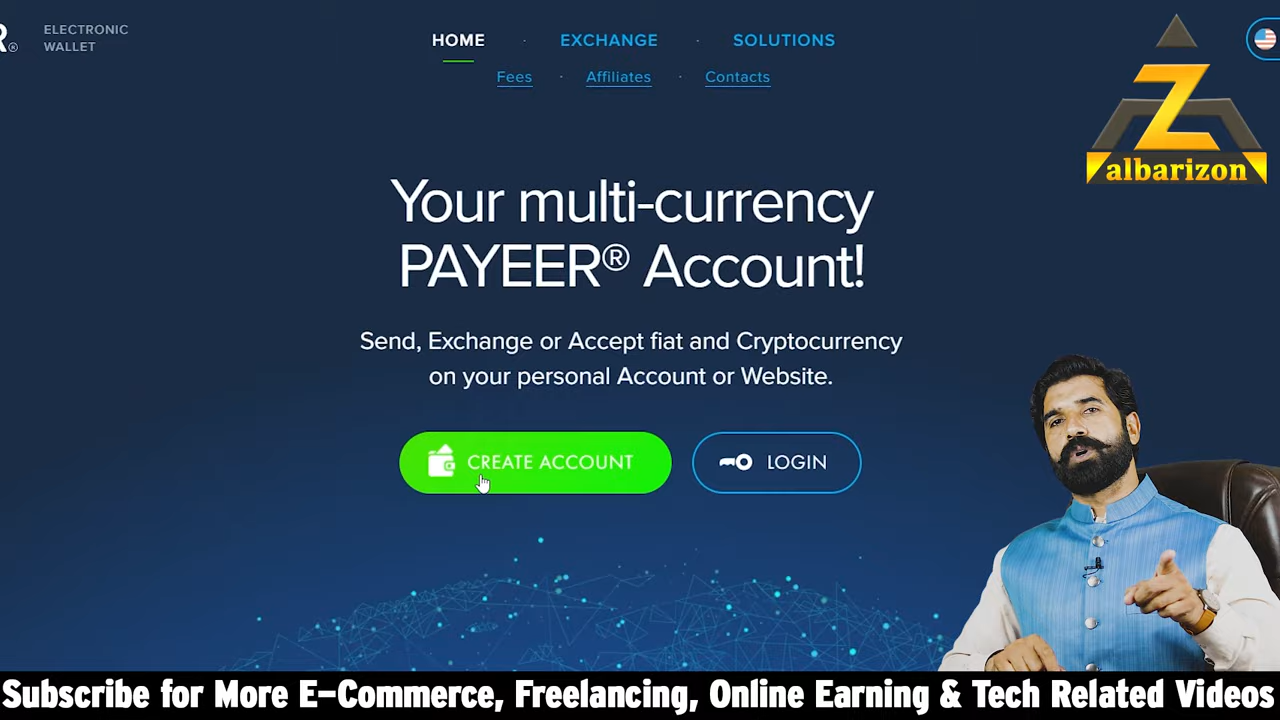 R®
ELECTRONIC
WALLET
HOME · EXCHANGE · SOLUTIONS
Fees · Affiliates · Contacts
Z
albarizon
Your multi-currency
PAYEER® Account!
Send, Exchange or Accept fiat and Cryptocurrency
on your personal Account or Website.
CREATE ACCOUNT
LOGIN
Subscribe for More E-Commerce, Freelancing, Online Earning & Tech Related Videos